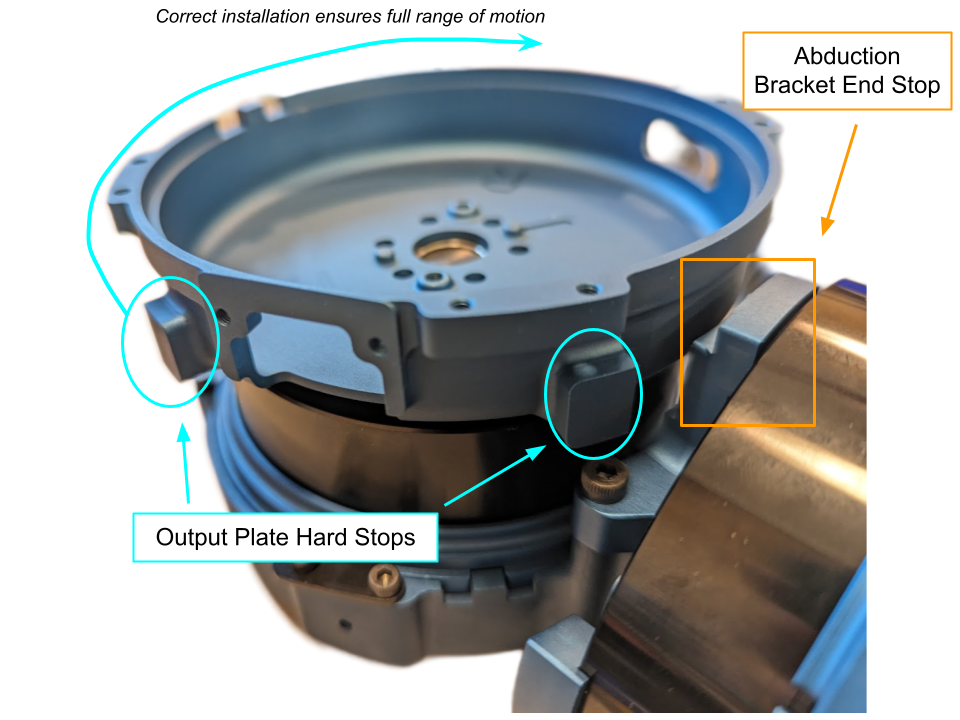 Correct installation ensures full range of motion
Abduction
Bracket End Stop
Output Plate Hard Stops